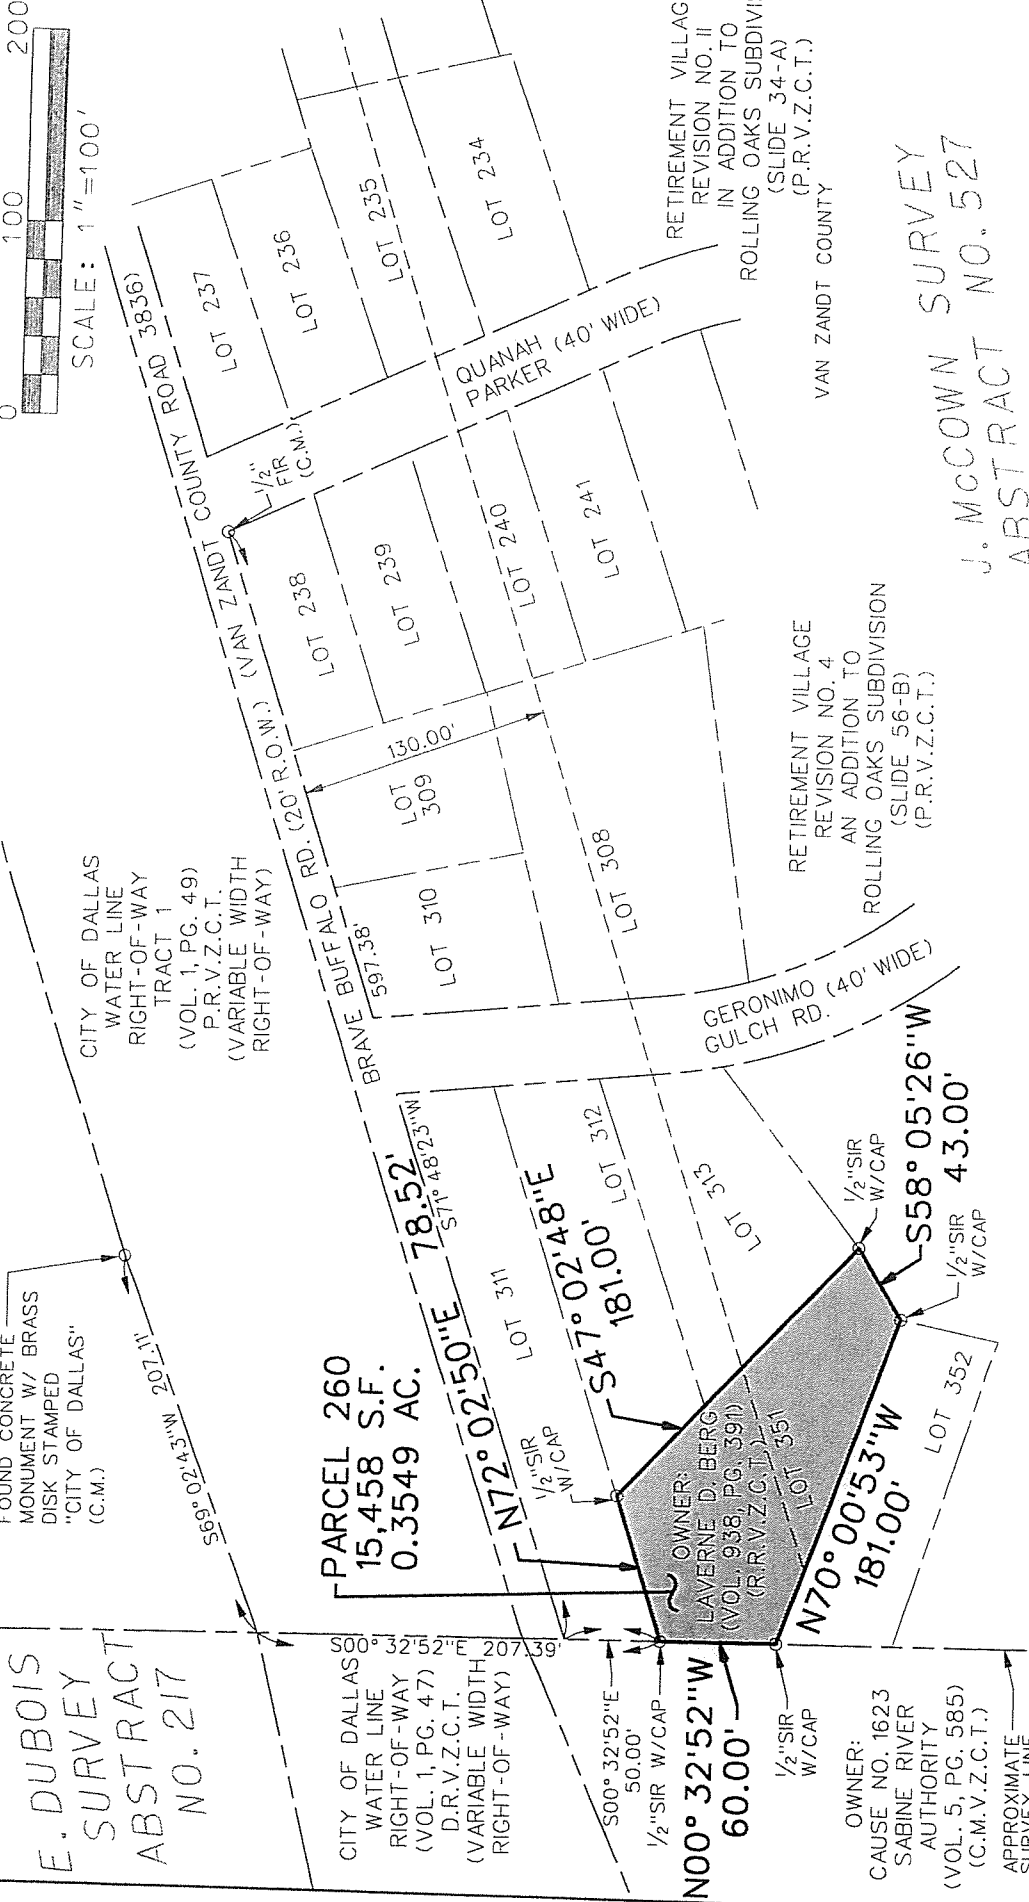 0
100
200
SCALE: 1"=100'
FOUND CONCRETE
MONUMENT W/ BRASS
DISK STAMPED
"CITY OF DALLAS"
(C.M.)
S69° 02'43"W 207.11'
CITY OF DALLAS
WATER LINE
RIGHT-OF-WAY
TRACT 1
(VOL. 1, PG. 49)
P.R.V.Z.C.T.
(VARIABLE WIDTH
RIGHT-OF-WAY)
E. DUBOIS
SURVEY
ABSTRACT
NO. 217
CITY OF DALLAS
WATER LINE
RIGHT-OF-WAY
(VOL. 1, PG. 47)
D.R.V.Z.C.T.
(VARIABLE WIDTH
RIGHT-OF-WAY)
S00° 32'52"E 207.39'
PARCEL 260
15,458 S.F.
0.3549 AC.
N72° 02'50"E 78.52'
S71° 48'23"W
597.38'
BRAVE BUFFALO RD. (20' R.O.W.) (VAN ZANDT COUNTY ROAD 3836)
1/2"
FIR
(C.M.)
LOT 237
LOT 236
LOT 235
LOT 234
QUANAH
PARKER (40' WIDE)
LOT 238
LOT 239
LOT 240
LOT 241
130.00'
LOT
309
LOT 310
LOT 308
GERONIMO (40' WIDE)
GULCH RD.
LOT 311
LOT 312
LOT 313
1/2"SIR
W/CAP
S47° 02'48"E
181.00'
1/2"SIR
W/CAP
S58° 05'26"W
43.00'
1/2"SIR
W/CAP
OWNER:
LAVERNE D. BERG
(VOL. 938, PG. 391)
(R.R.V.Z.C.T.)
LOT 351
N70° 00'53"W
181.00'
LOT 352
S00° 32'52"E
50.00'
1/2"SIR W/CAP
N00° 32'52"W
60.00'
1/2"SIR
W/CAP
OWNER:
CAUSE NO. 1623
SABINE RIVER
AUTHORITY
(VOL. 5, PG. 585)
(C.M.V.Z.C.T.)
APPROXIMATE
SURVEY LINE
RETIREMENT VILLAGE
REVISION NO. 4
AN ADDITION TO
ROLLING OAKS SUBDIVISION
(SLIDE 56-B)
(P.R.V.Z.C.T.)
RETIREMENT VILLAG
REVISION NO. 11
IN ADDITION TO
ROLLING OAKS SUBDIVI
(SLIDE 34-A)
(P.R.V.Z.C.T.)
VAN ZANDT COUNTY
J. McCOWN SURVEY
ABSTRACT NO. 527